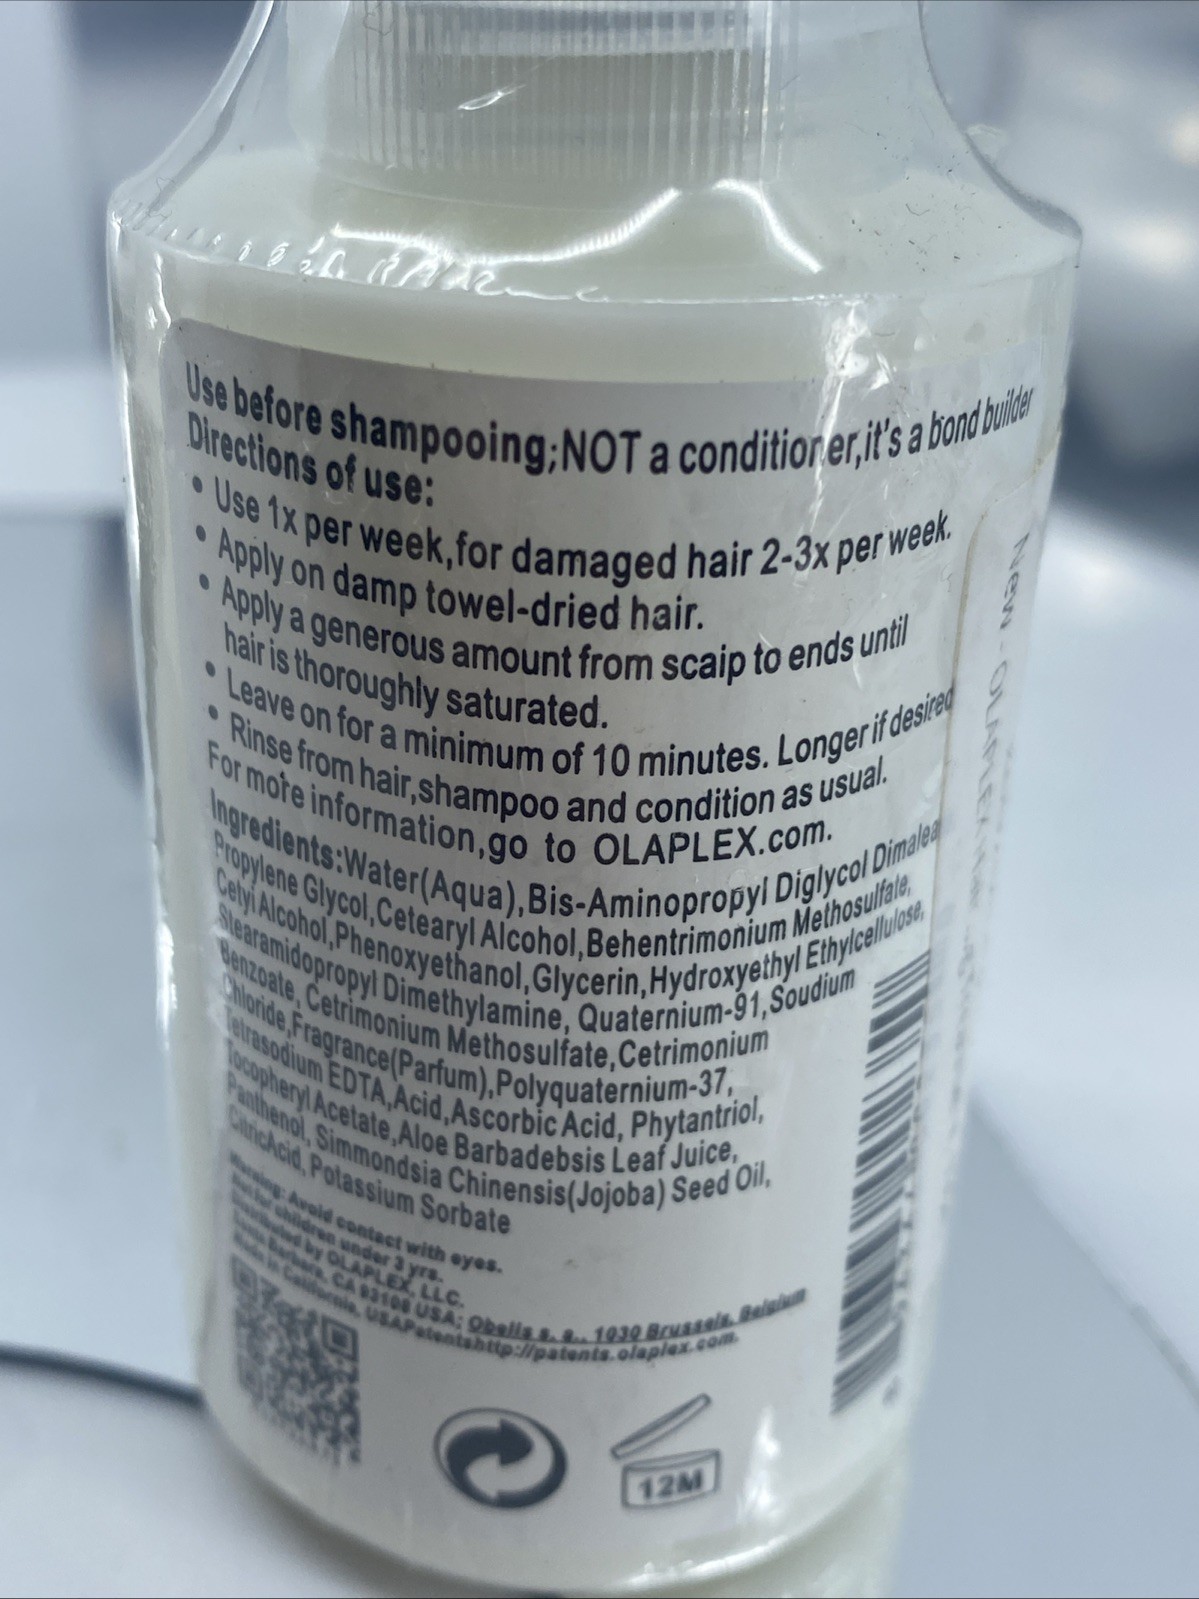 Use before shampooing;NOT a conditioner,it's a bond builder
Directions of use:
• Use 1x per week,for damaged hair 2-3x per week.
• Apply on damp towel-dried hair.
• Apply a generous amount from scaip to ends until
hair is thoroughly saturated.
• Leave on for a minimum of 10 minutes. Longer if desired
• Rinse from hair,shampoo and condition as usual.
For more information,go to OLAPLEX.com.
Ingredients:Water(Aqua),Bis-Aminopropyl Diglycol Dimalea
Propylene Glycol,Cetearyl Alcohol,Behentrimonium Methosulfate,
Cetyl Alcohol,Phenoxyethanol,Glycerin,Hydroxyethyl Ethylcellulose,
Stearamidopropyl Dimethylamine, Quaternium-91,Soudium
Benzoate, Cetrimonium Methosulfate,Cetrimonium
Chloride,Fragrance(Parfum),Polyquaternium-37,
Tetrasodium EDTA,Acid,Ascorbic Acid, Phytantriol,
Tocopheryl Acetate,Aloe Barbadebsis Leaf Juice,
Panthenol, Simmondsia Chinensis(Jojoba) Seed Oil,
CitricAcid, Potassium Sorbate
Warning: Avoid contact with eyes.
Not for children under 3 yrs.
Distributed by OLAPLEX, LLC.
Santa Barbara, CA 93108 USA; Obelis s. a., 1030 Brussels, Belgium
Made in California, USAPatentshttp://patents.olaplex.com.
12M
New - OLAPLEX